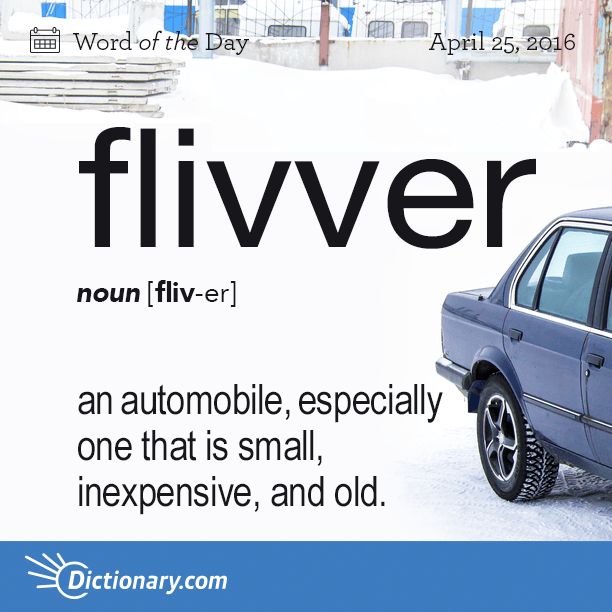 Word of the Day April 25, 2016
flivver
noun [fliv-er]
an automobile, especially
one that is small,
inexpensive, and old.
Dictionary.com